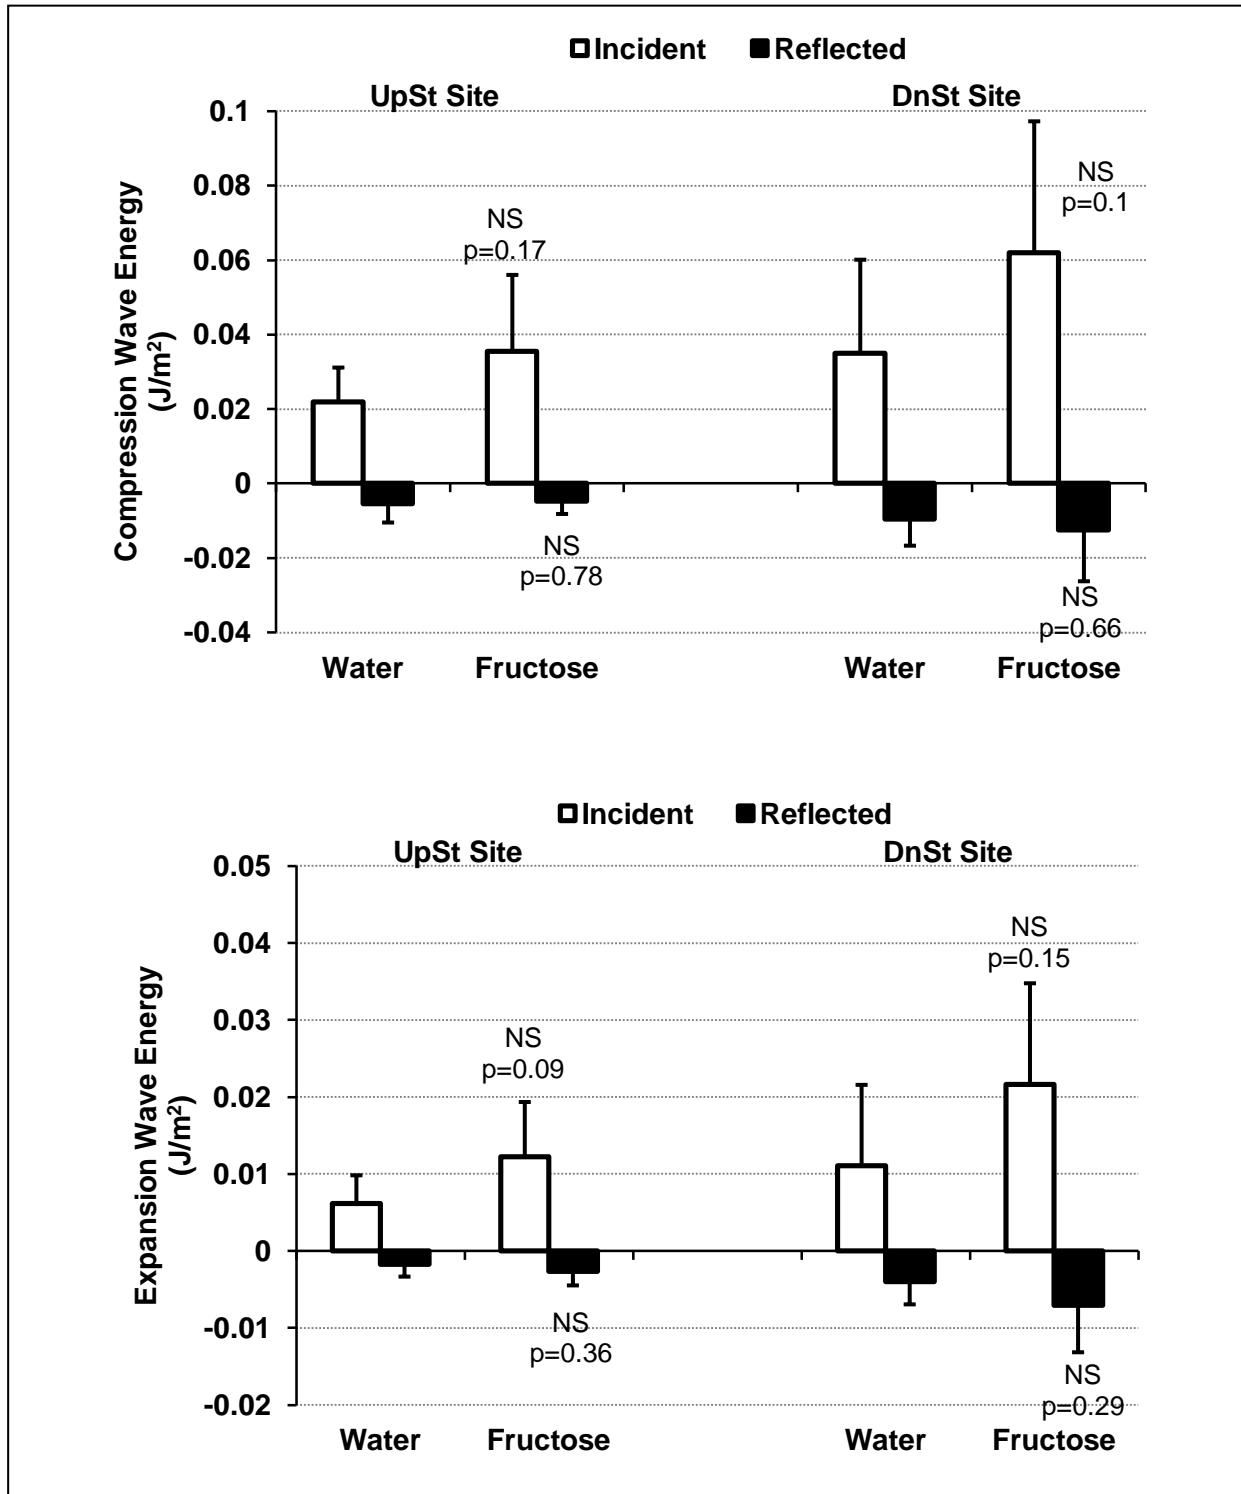 Incident Reflected
UpSt Site DnSt Site
Compression Wave Energy
(J/m²)
0.1
0.08
0.06
0.04
0.02
0
-0.02
-0.04
NS
p=0.17
NS
p=0.1
NS
p=0.78
NS
p=0.66
Water Fructose Water Fructose
Incident Reflected
UpSt Site DnSt Site
Expansion Wave Energy
(J/m²)
0.05
0.04
0.03
0.02
0.01
0
-0.01
-0.02
NS
p=0.09
NS
p=0.15
NS
p=0.36
NS
p=0.29
Water Fructose Water Fructose